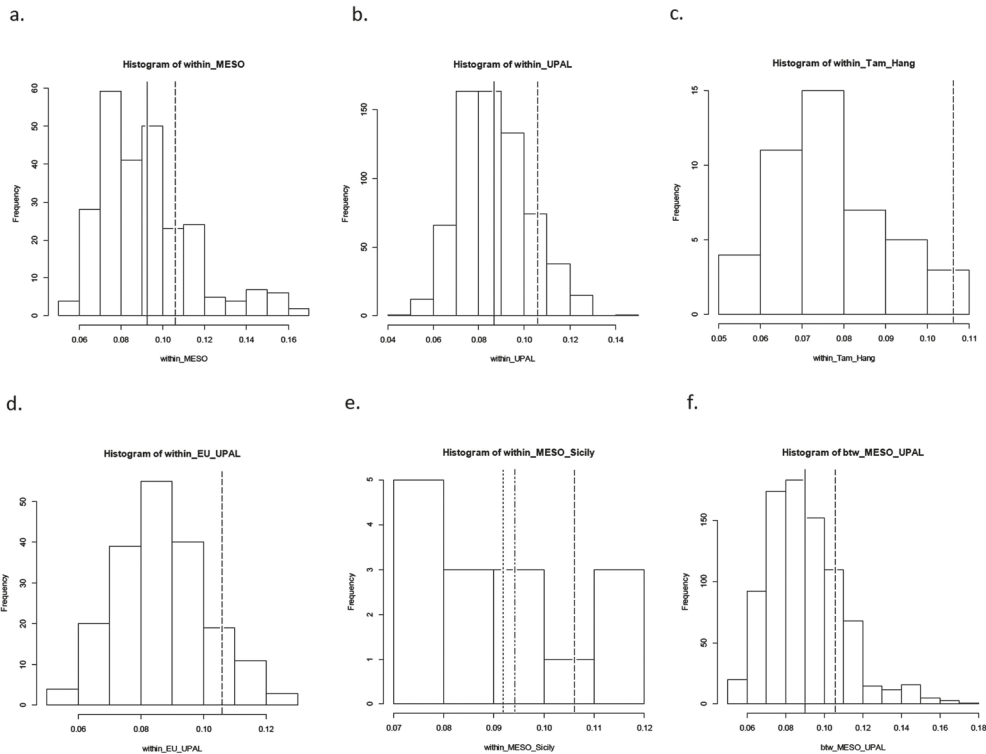 a.
Histogram of within_MESO
Frequency
0 10 20 30 40 50 60
0.06 0.08 0.10 0.12 0.14 0.16
within_MESO
b.
Histogram of within_UPAL
Frequency
0 50 100 150
0.04 0.06 0.08 0.10 0.12 0.14
within_UPAL
c.
Histogram of within_Tam_Hang
Frequency
0 5 10 15
0.05 0.06 0.07 0.08 0.09 0.10 0.11
within_Tam_Hang
d.
Histogram of within_EU_UPAL
Frequency
0 10 20 30 40 50
0.06 0.08 0.10 0.12
within_EU_UPAL
e.
Histogram of within_MESO_Sicily
Frequency
0 1 2 3 4 5
0.07 0.08 0.09 0.10 0.11 0.12
within_MESO_Sicily
f.
Histogram of btw_MESO_UPAL
Frequency
0 50 100 150
0.06 0.08 0.10 0.12 0.14 0.16 0.18
btw_MESO_UPAL